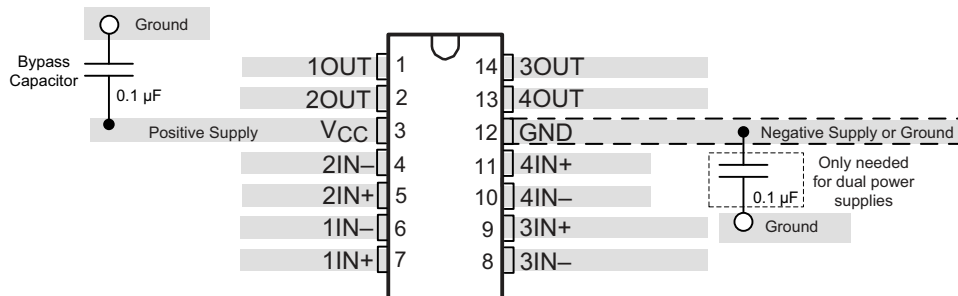 Ground
Bypass
Capacitor
0.1 µF
Positive Supply
1OUT 1
2OUT 2
VCC 3
2IN– 4
2IN+ 5
1IN– 6
1IN+ 7
14 3OUT
13 4OUT
12 GND
11 4IN+
10 4IN–
9 3IN+
8 3IN–
Negative Supply or Ground
Only needed
for dual power
supplies
0.1 µF
Ground